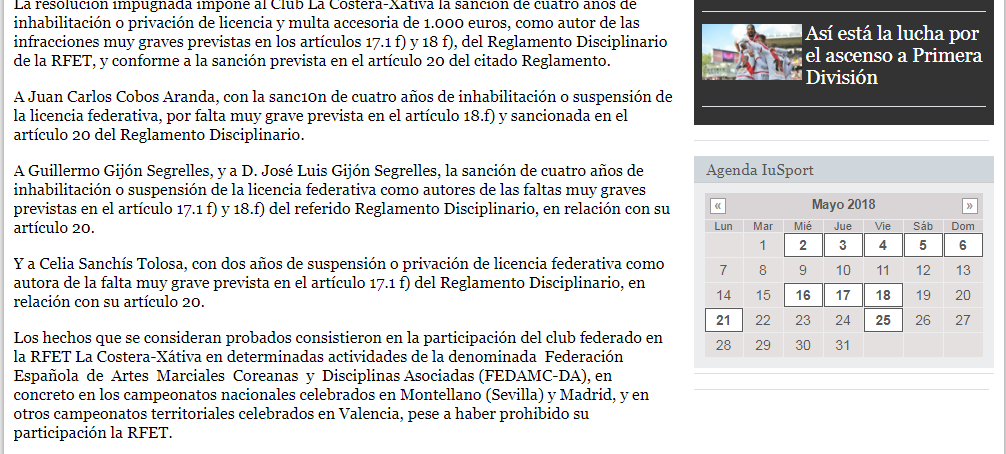 La resolución impugnada impone al Club La Costera-Xàtiva la sanción de cuatro años de
inhabilitación o privación de licencia y multa accesoria de 1.000 euros, como autor de las
infracciones muy graves previstas en los artículos 17.1 f) y 18 f), del Reglamento Disciplinario
de la RFET, y conforme a la sanción prevista en el artículo 20 del citado Reglamento.
A Juan Carlos Cobos Aranda, con la sanc10n de cuatro años de inhabilitación o suspensión de
la licencia federativa, por falta muy grave prevista en el artículo 18.f) y sancionada en el
artículo 20 del Reglamento Disciplinario.
A Guillermo Gijón Segrelles, y a D. José Luis Gijón Segrelles, la sanción de cuatro años de
inhabilitación o suspensión de la licencia federativa como autores de las faltas muy graves
previstas en el artículo 17.1 f) y 18.f) del referido Reglamento Disciplinario, en relación con su
artículo 20.
Y a Celia Sanchís Tolosa, con dos años de suspensión o privación de licencia federativa como
autora de la falta muy grave prevista en el artículo 17.1 f) del Reglamento Disciplinario, en
relación con su artículo 20.
Los hechos que se consideran probados consistieron en la participación del club federado en
la RFET La Costera-Xátiva en determinadas actividades de la denominada Federación
Española de Artes Marciales Coreanas y Disciplinas Asociadas (FEDAMC-DA), en
concreto en los campeonatos nacionales celebrados en Montellano (Sevilla) y Madrid, y en
otros campeonatos territoriales celebrados en Valencia, pese a haber prohibido su
participación la RFET.
Así está la lucha por
el ascenso a Primera
División
Agenda IuSport
« Mayo 2018 »
Lun Mar Mié Jue Vie Sáb Dom
1 2 3 4 5 6
7 8 9 10 11 12 13
14 15 16 17 18 19 20
21 22 23 24 25 26 27
28 29 30 31